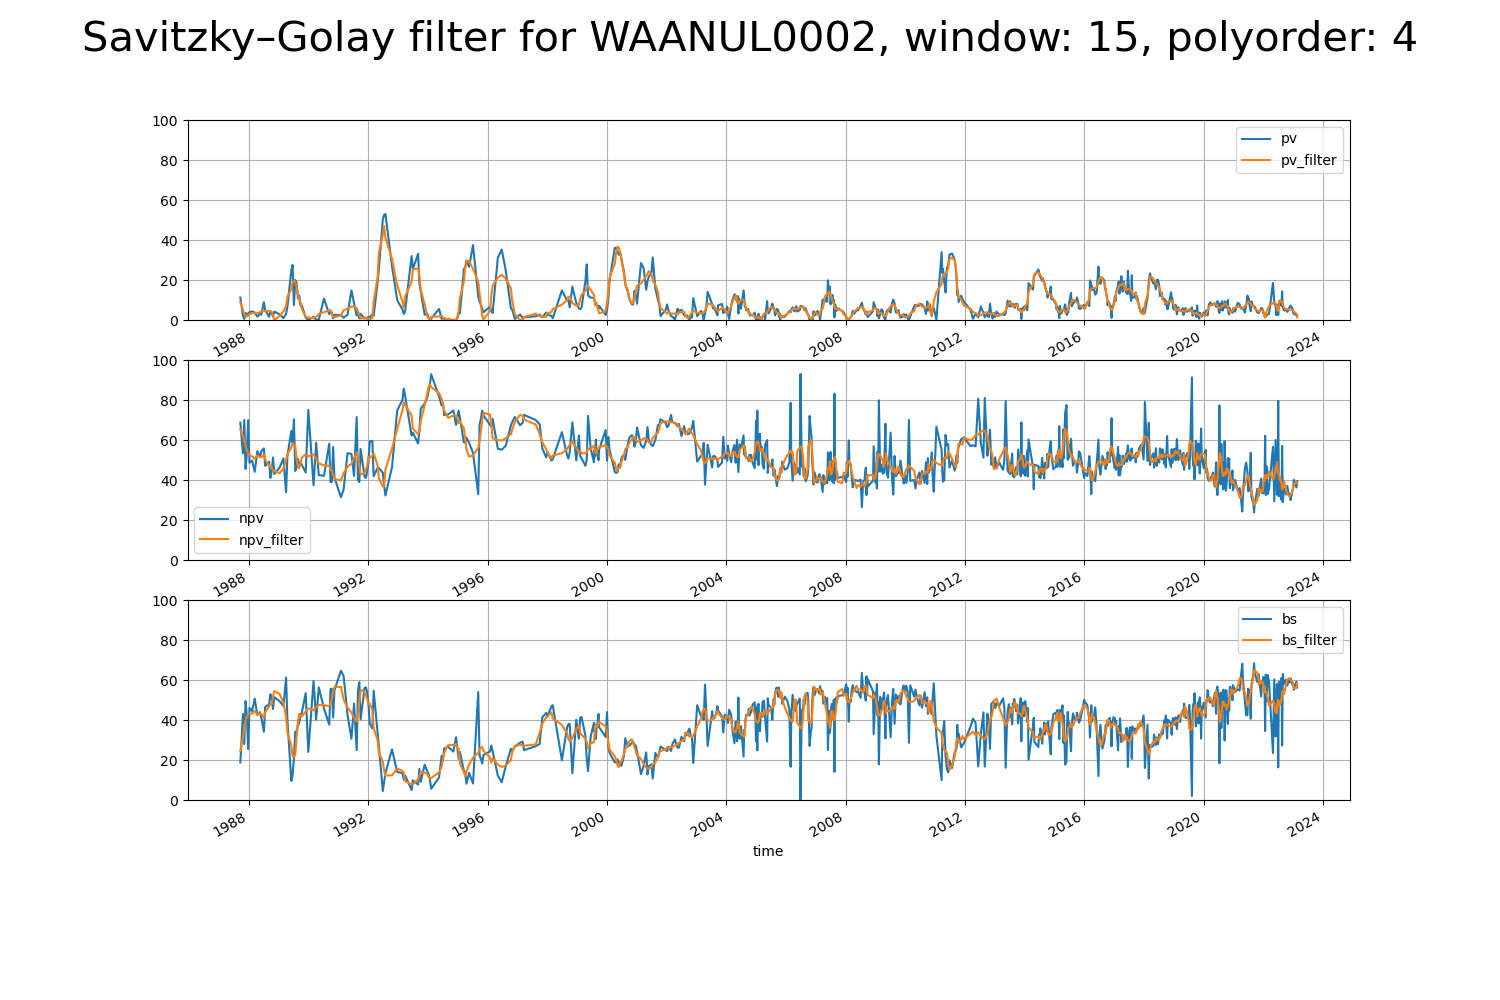 Savitzky–Golay filter for WAANUL0002, window: 15, polyorder: 4
100
80
60
40
20
0
pv
pv_filter
1988 1992 1996 2000 2004 2008 2012 2016 2020 2024
100
80
60
40
20
0
npv
npv_filter
1988 1992 1996 2000 2004 2008 2012 2016 2020 2024
100
80
60
40
20
0
bs
bs_filter
1988 1992 1996 2000 2004 2008 2012 2016 2020 2024
time